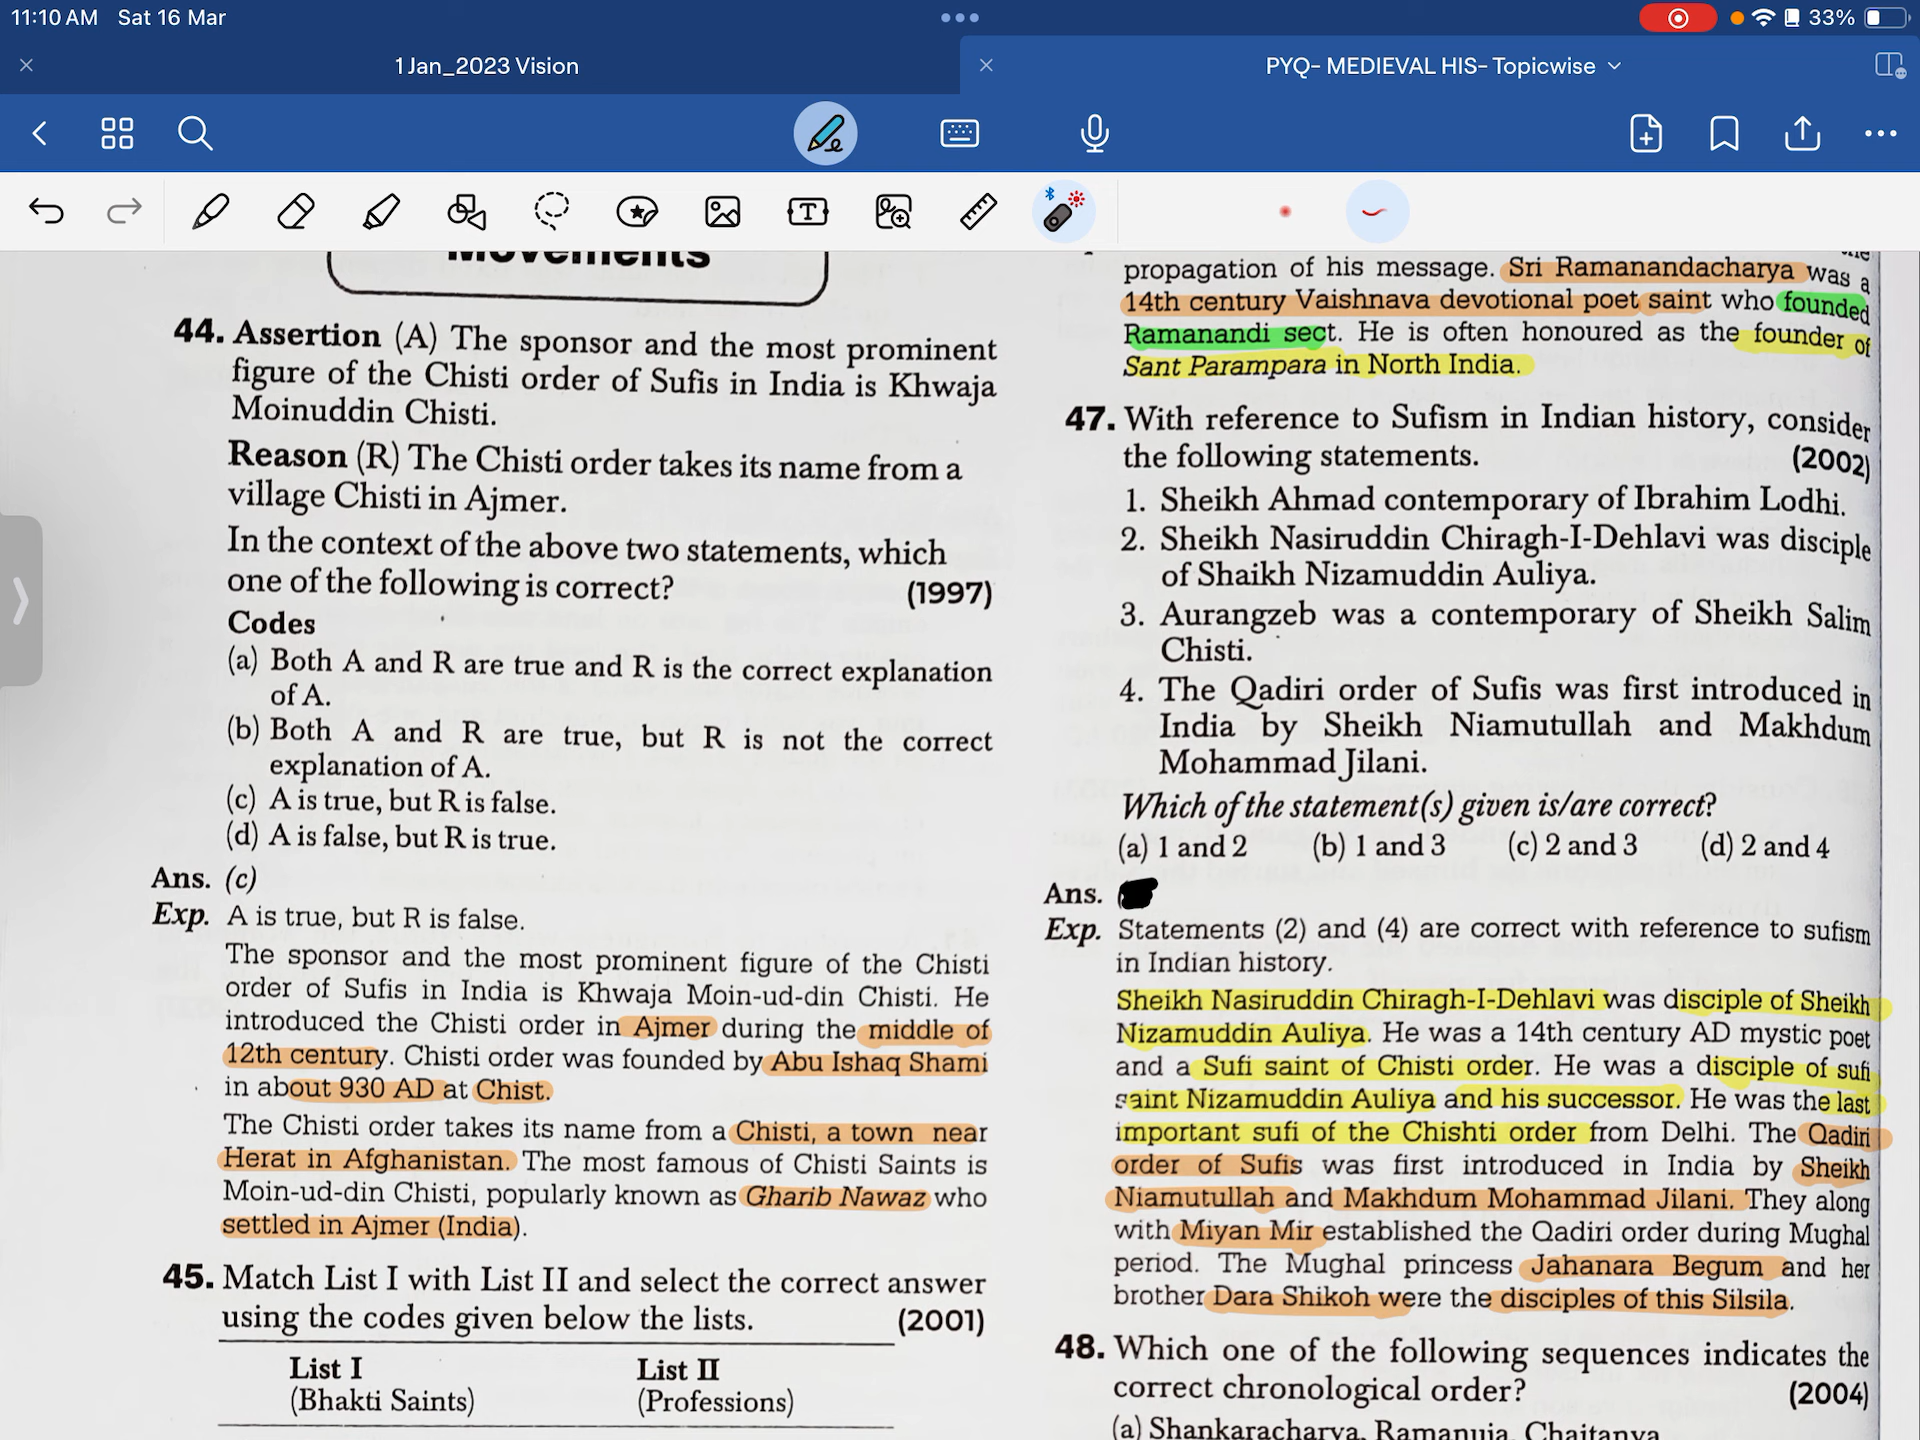 11:10 AM Sat 16 Mar
33%
1 Jan_2023 Vision
PYQ- MEDIEVAL HIS- Topicwise
Movements
44. Assertion (A) The sponsor and the most prominent
figure of the Chisti order of Sufis in India is Khwaja
Moinuddin Chisti.
Reason (R) The Chisti order takes its name from a
village Chisti in Ajmer.
In the context of the above two statements, which
one of the following is correct? (1997)
Codes
(a) Both A and R are true and R is the correct explanation
of A.
(b) Both A and R are true, but R is not the correct
explanation of A.
(c) A is true, but R is false.
(d) A is false, but R is true.
Ans. (c)
Exp. A is true, but R is false.
The sponsor and the most prominent figure of the Chisti
order of Sufis in India is Khwaja Moin-ud-din Chisti. He
introduced the Chisti order in Ajmer during the middle of
12th century. Chisti order was founded by Abu Ishaq Shami
in about 930 AD at Chist.
The Chisti order takes its name from a Chisti, a town near
Herat in Afghanistan. The most famous of Chisti Saints is
Moin-ud-din Chisti, popularly known as Gharib Nawaz who
settled in Ajmer (India).
45. Match List I with List II and select the correct answer
using the codes given below the lists. (2001)
List I List II
(Bhakti Saints) (Professions)
propagation of his message. Sri Ramanandacharya was a
14th century Vaishnava devotional poet saint who founded
Ramanandi sect. He is often honoured as the founder of
Sant Parampara in North India.
47. With reference to Sufism in Indian history, consider
the following statements. (2002)
1. Sheikh Ahmad contemporary of Ibrahim Lodhi.
2. Sheikh Nasiruddin Chiragh-I-Dehlavi was disciple
of Shaikh Nizamuddin Auliya.
3. Aurangzeb was a contemporary of Sheikh Salim
Chisti.
4. The Qadiri order of Sufis was first introduced in
India by Sheikh Niamutullah and Makhdum
Mohammad Jilani.
Which of the statement(s) given is/are correct?
(a) 1 and 2 (b) 1 and 3 (c) 2 and 3 (d) 2 and 4
Ans.
Exp. Statements (2) and (4) are correct with reference to sufism
in Indian history.
Sheikh Nasiruddin Chiragh-I-Dehlavi was disciple of Sheikh
Nizamuddin Auliya. He was a 14th century AD mystic poet
and a Sufi saint of Chisti order. He was a disciple of sufi
saint Nizamuddin Auliya and his successor. He was the last
important sufi of the Chishti order from Delhi. The Qadiri
order of Sufis was first introduced in India by Sheikh
Niamutullah and Makhdum Mohammad Jilani. They along
with Miyan Mir established the Qadiri order during Mughal
period. The Mughal princess Jahanara Begum and her
brother Dara Shikoh were the disciples of this Silsila.
48. Which one of the following sequences indicates the
correct chronological order? (2004)
(a) Shankaracharya, Ramanuja, Chaitanya